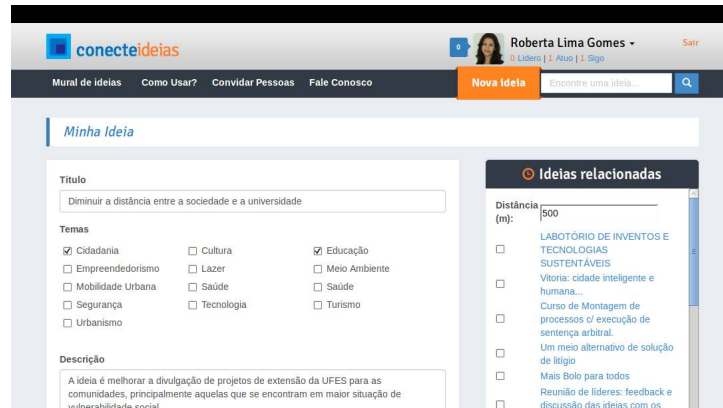 conecteideias
0
Roberta Lima Gomes
Sair
0 Lidero | 1 Atuo | 1 Sigo
Mural de ideias
Como Usar?
Convidar Pessoas
Fale Conosco
Nova ideia
Encontre uma ideia...
Minha Ideia
Titulo
Diminuir a distância entre a sociedade e a universidade
Temas
Cidadania
Cultura
Educação
Empreendedorismo
Lazer
Meio Ambiente
Mobilidade Urbana
Saúde
Saúde
Segurança
Tecnologia
Turismo
Urbanismo
Descrição
A ideia é melhorar a divulgação de projetos de extensão da UFES para as
comunidades, principalmente aquelas que se encontram em maior situação de
vulnerabilidade social
Ideias relacionadas
Distância
(m):
500
LABOTÓRIO DE INVENTOS E
TECNOLOGIAS
SUSTENTÁVEIS
Vitoria: cidade inteligente e
humana...
Curso de Montagem de
processos c/ execução de
sentença arbitral.
Um meio alternativo de solução
de litígio
Mais Bolo para todos
Reunião de líderes: feedback e
discussão das ideias com os